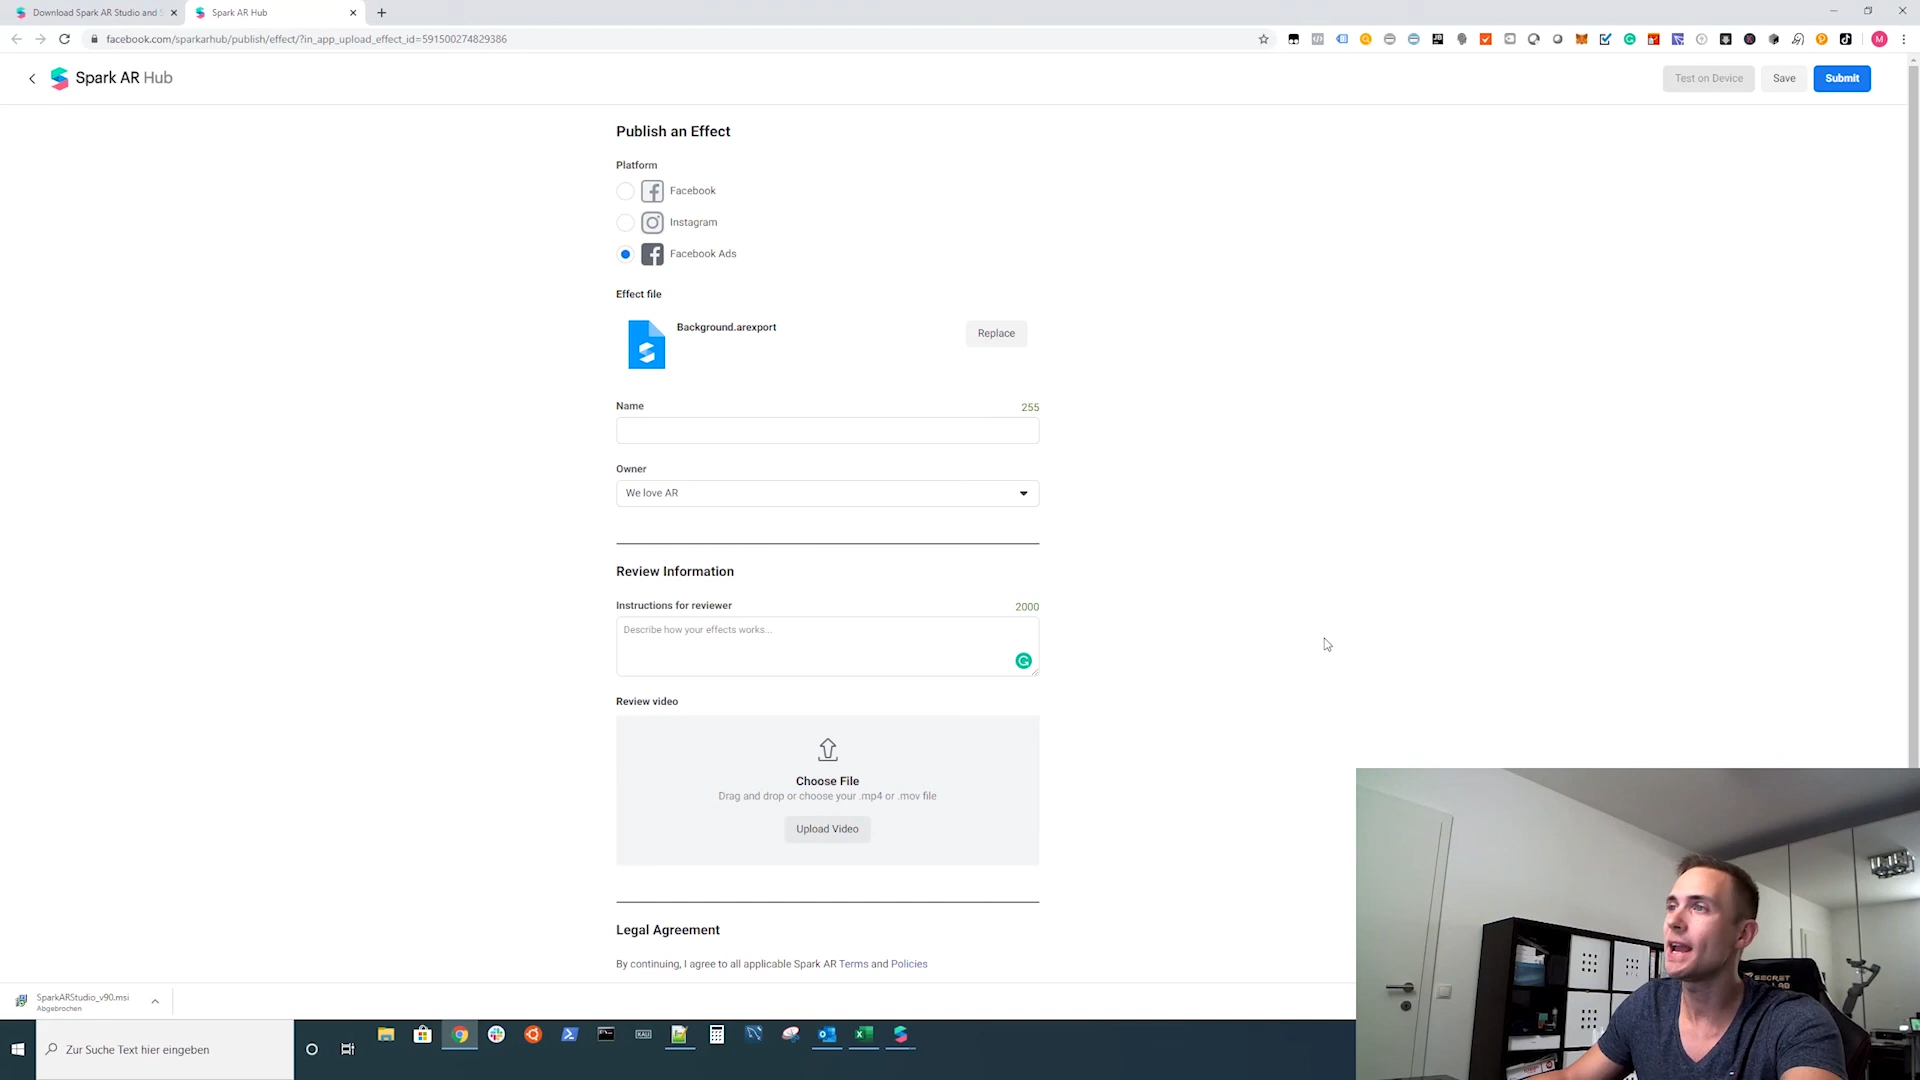 Download Spark AR Studio and S
Spark AR Hub
facebook.com/sparkarhub/publish/effect/?in_app_upload_effect_id=591500274829386
M
Spark AR Hub
Test on Device
Save
Submit
Publish an Effect
Platform
Facebook
Instagram
Facebook Ads
Effect file
Background.arexport
Replace
Name
255
Owner
We love AR
Review Information
Instructions for reviewer
2000
Describe how your effects works...
Review video
Choose File
Drag and drop or choose your .mp4 or .mov file
Upload Video
Legal Agreement
By continuing, I agree to all applicable Spark AR Terms and Policies
SparkARStudio_v90.msi
Abgebrochen
Zur Suche Text hier eingeben
KALI
SECRET
LAB